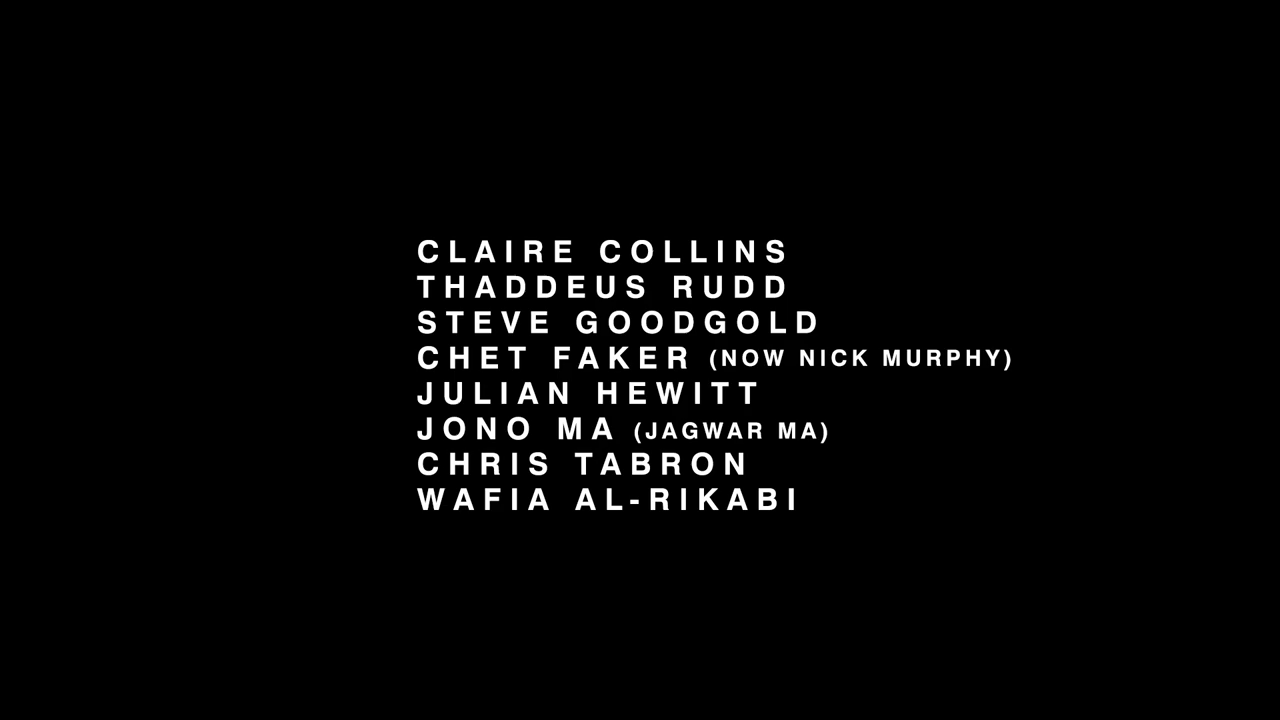 CLAIRE COLLINS
THADDEUS RUDD
STEVE GOODGOLD
CHET FAKER (NOW NICK MURPHY)
JULIAN HEWITT
JONO MA (JAGWAR MA)
CHRIS TABRON
WAFIA AL-RIKABI